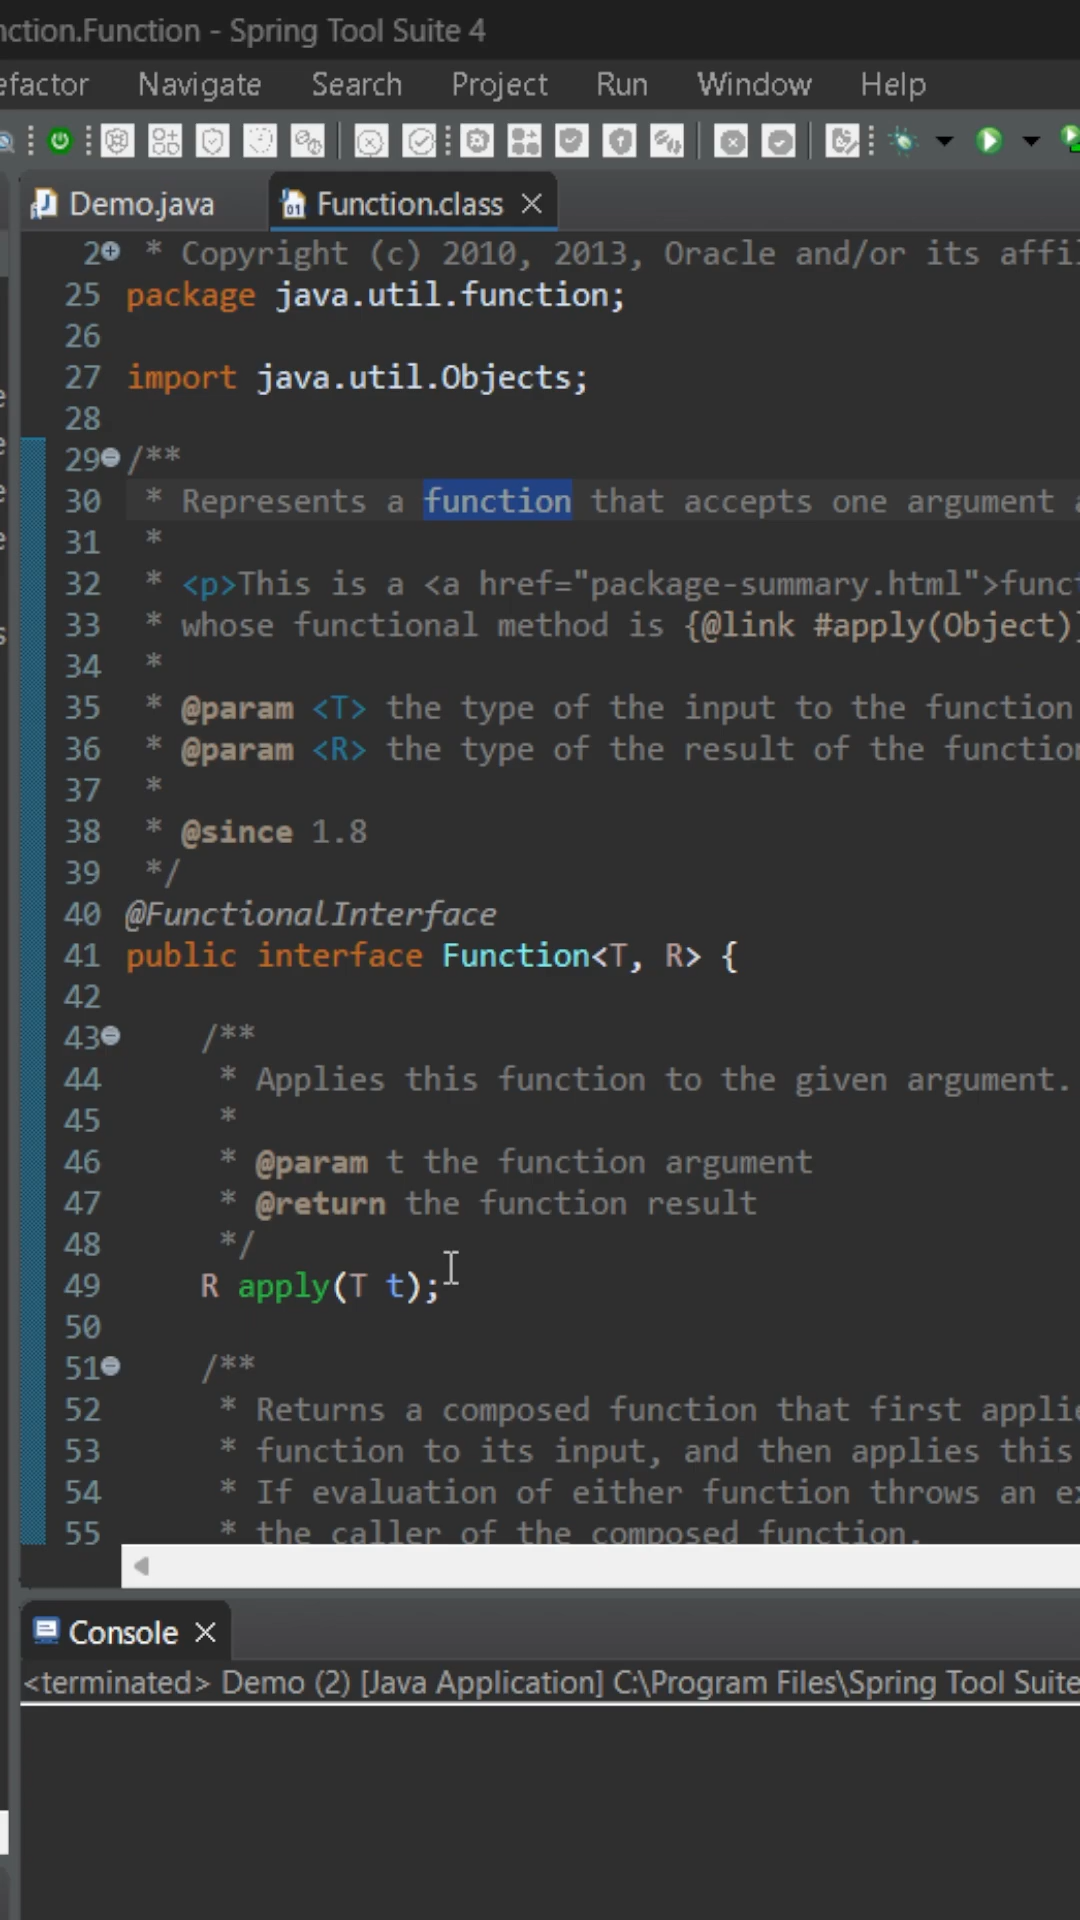 nction.Function - Spring Tool Suite 4
efactor Navigate Search Project Run Window Help
Demo.java Function.class
2 * Copyright (c) 2010, 2013, Oracle and/or its affil
25 package java.util.function;
26
27 import java.util.Objects;
28
29 /**
30 * Represents a function that accepts one argument a
31 *
32 * <p>This is a <a href="package-summary.html">funct
33 * whose functional method is {@link #apply(Object)}
34 *
35 * @param <T> the type of the input to the function
36 * @param <R> the type of the result of the function
37 *
38 * @since 1.8
39 */
40 @FunctionalInterface
41 public interface Function<T, R> {
42
43 /**
44 * Applies this function to the given argument.
45 *
46 * @param t the function argument
47 * @return the function result
48 */
49 R apply(T t);
50
51 /**
52 * Returns a composed function that first applie
53 * function to its input, and then applies this
54 * If evaluation of either function throws an ex
55 * the caller of the composed function.
Console
<terminated> Demo (2) [Java Application] C:\Program Files\Spring Tool Suite